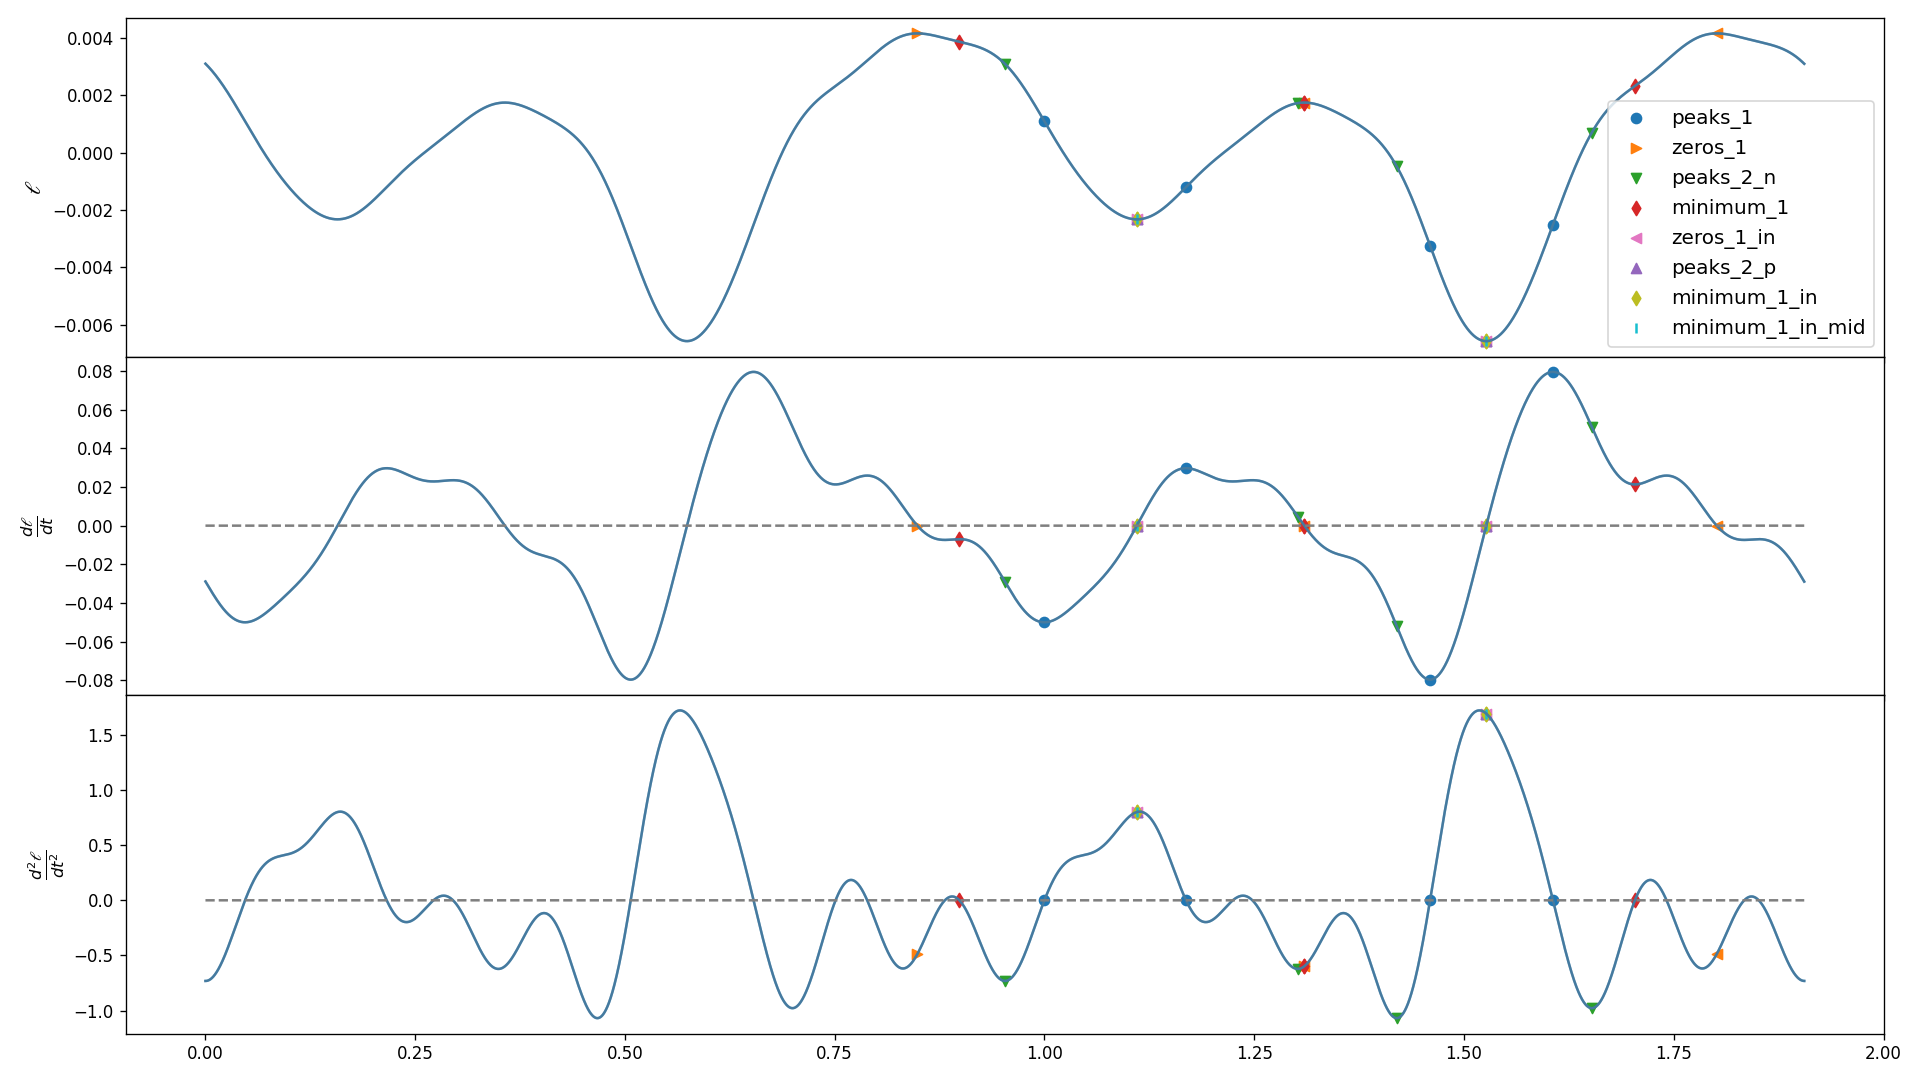 0.004
0.002
0.000
−0.002
−0.004
−0.006
ℓ
peaks_1
zeros_1
peaks_2_n
minimum_1
zeros_1_in
peaks_2_p
minimum_1_in
minimum_1_in_mid
0.08
0.06
0.04
0.02
0.00
−0.02
−0.04
−0.06
−0.08
dℓ
dt
1.5
1.0
0.5
0.0
−0.5
−1.0
d²ℓ
dt²
0.00 0.25 0.50 0.75 1.00 1.25 1.50 1.75 2.00